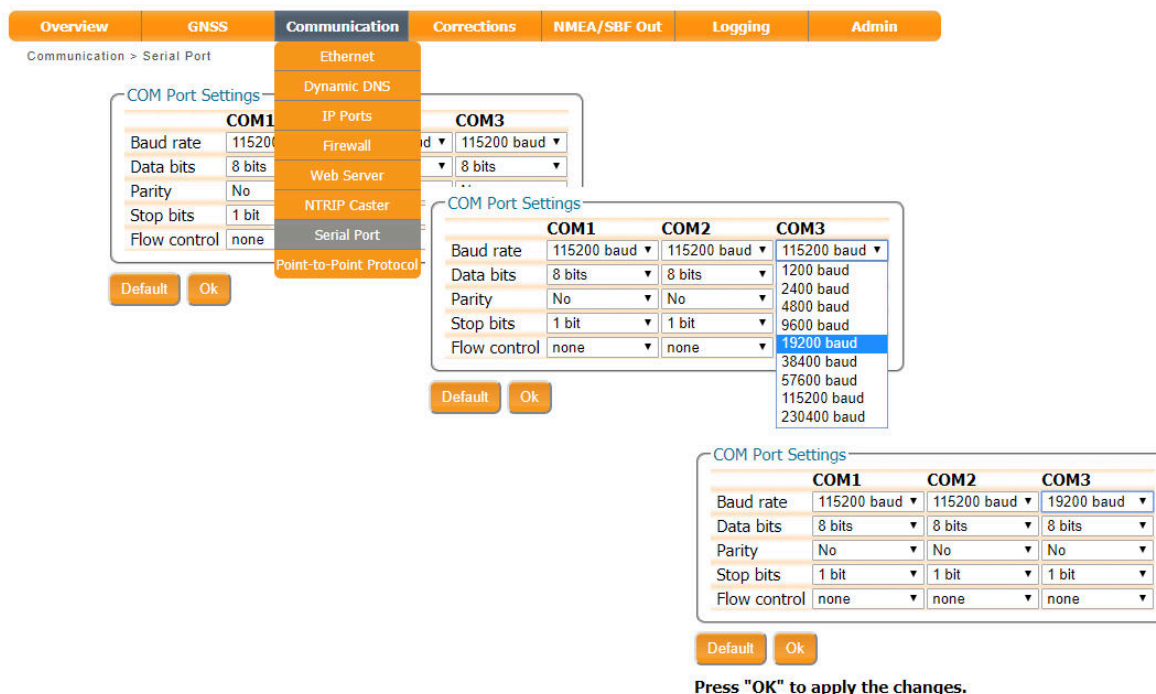 Overview GNSS Communication Corrections NMEA/SBF Out Logging Admin
Communication > Serial Port
Ethernet
Dynamic DNS
IP Ports
Firewall
Web Server
NTRIP Caster
Serial Port
Point-to-Point Protocol
COM Port Settings
COM1 COM3
Baud rate 115200 115200 baud
Data bits 8 bits 8 bits
Parity No
Stop bits 1 bit
Flow control none
Default Ok
COM Port Settings
COM1 COM2 COM3
Baud rate 115200 baud 115200 baud 115200 baud
Data bits 8 bits 8 bits
Parity No No
Stop bits 1 bit 1 bit
Flow control none none
1200 baud
2400 baud
4800 baud
9600 baud
19200 baud
38400 baud
57600 baud
115200 baud
230400 baud
Default Ok
COM Port Settings
COM1 COM2 COM3
Baud rate 115200 baud 115200 baud 19200 baud
Data bits 8 bits 8 bits 8 bits
Parity No No No
Stop bits 1 bit 1 bit 1 bit
Flow control none none none
Default Ok
Press "OK" to apply the changes.